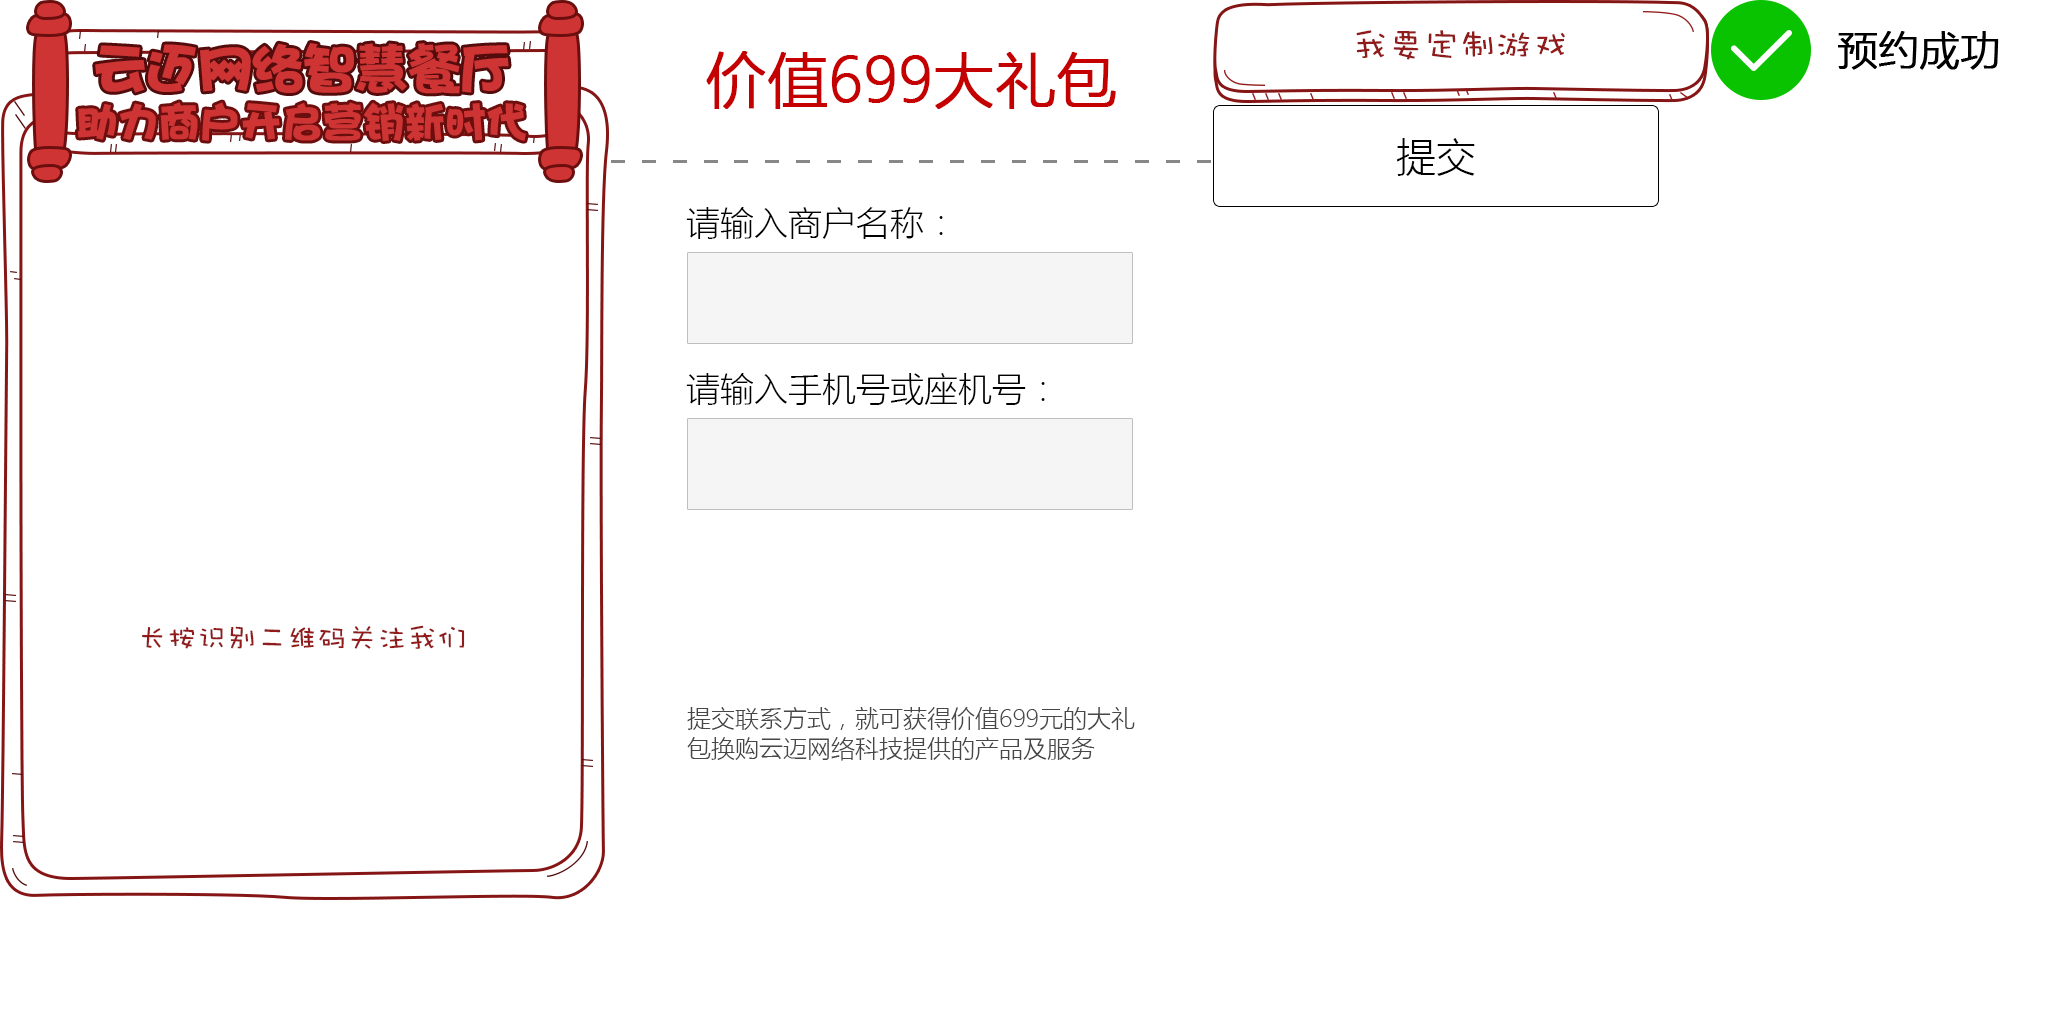 云迈网络智慧餐厅
助力商户开启营销新时代
长按识别二维码关注我们
价值699大礼包
请输入商户名称：
请输入手机号或座机号：
提交联系方式，就可获得价值699元的大礼
包换购云迈网络科技提供的产品及服务
我要定制游戏
提交
预约成功